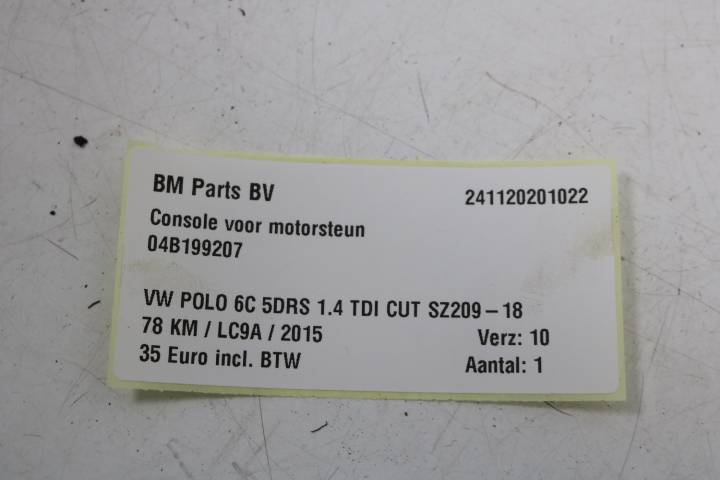 BM Parts BV 241120201022
Console voor motorsteun
04B199207
VW POLO 6C 5DRS 1.4 TDI CUT SZ209-18
78 KM / LC9A / 2015 Verz: 10
35 Euro incl. BTW Aantal: 1